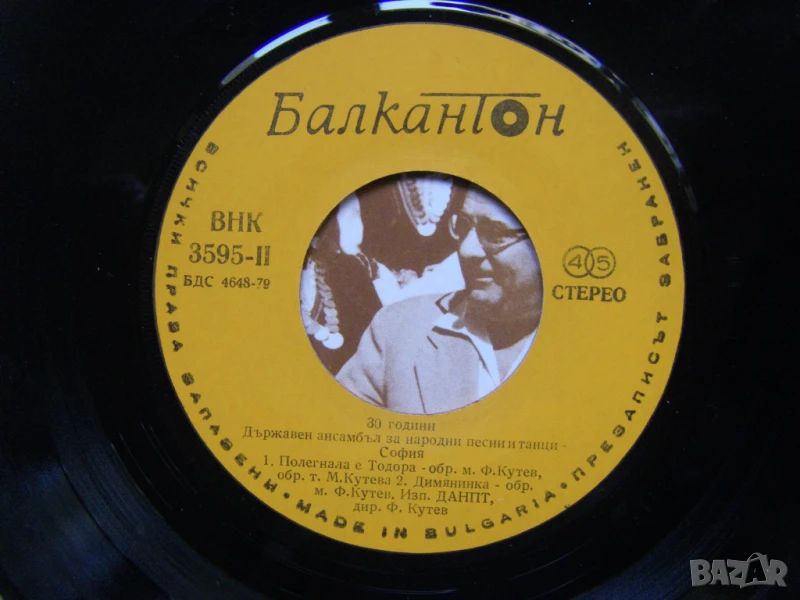 Балкантон
ВСИЧКИ ПРАВА ЗАПАЗЕНИ • MADE IN BULGARIA • ПРЕЗАПИСЪТ ЗАБРАНЕН
ВНК
3595-II
БДС 4648-79
45
СТЕРЕО
30 години
Държавен ансамбъл за народни песни и танци -
София
1. Полегнала е Тодора - обр. м. Ф.Кутев,
обр. т. М.Кутева 2. Димянинка - обр.
м. Ф.Кутев. Изп. ДАНПТ,
дир. Ф. Кутев
BAZAR